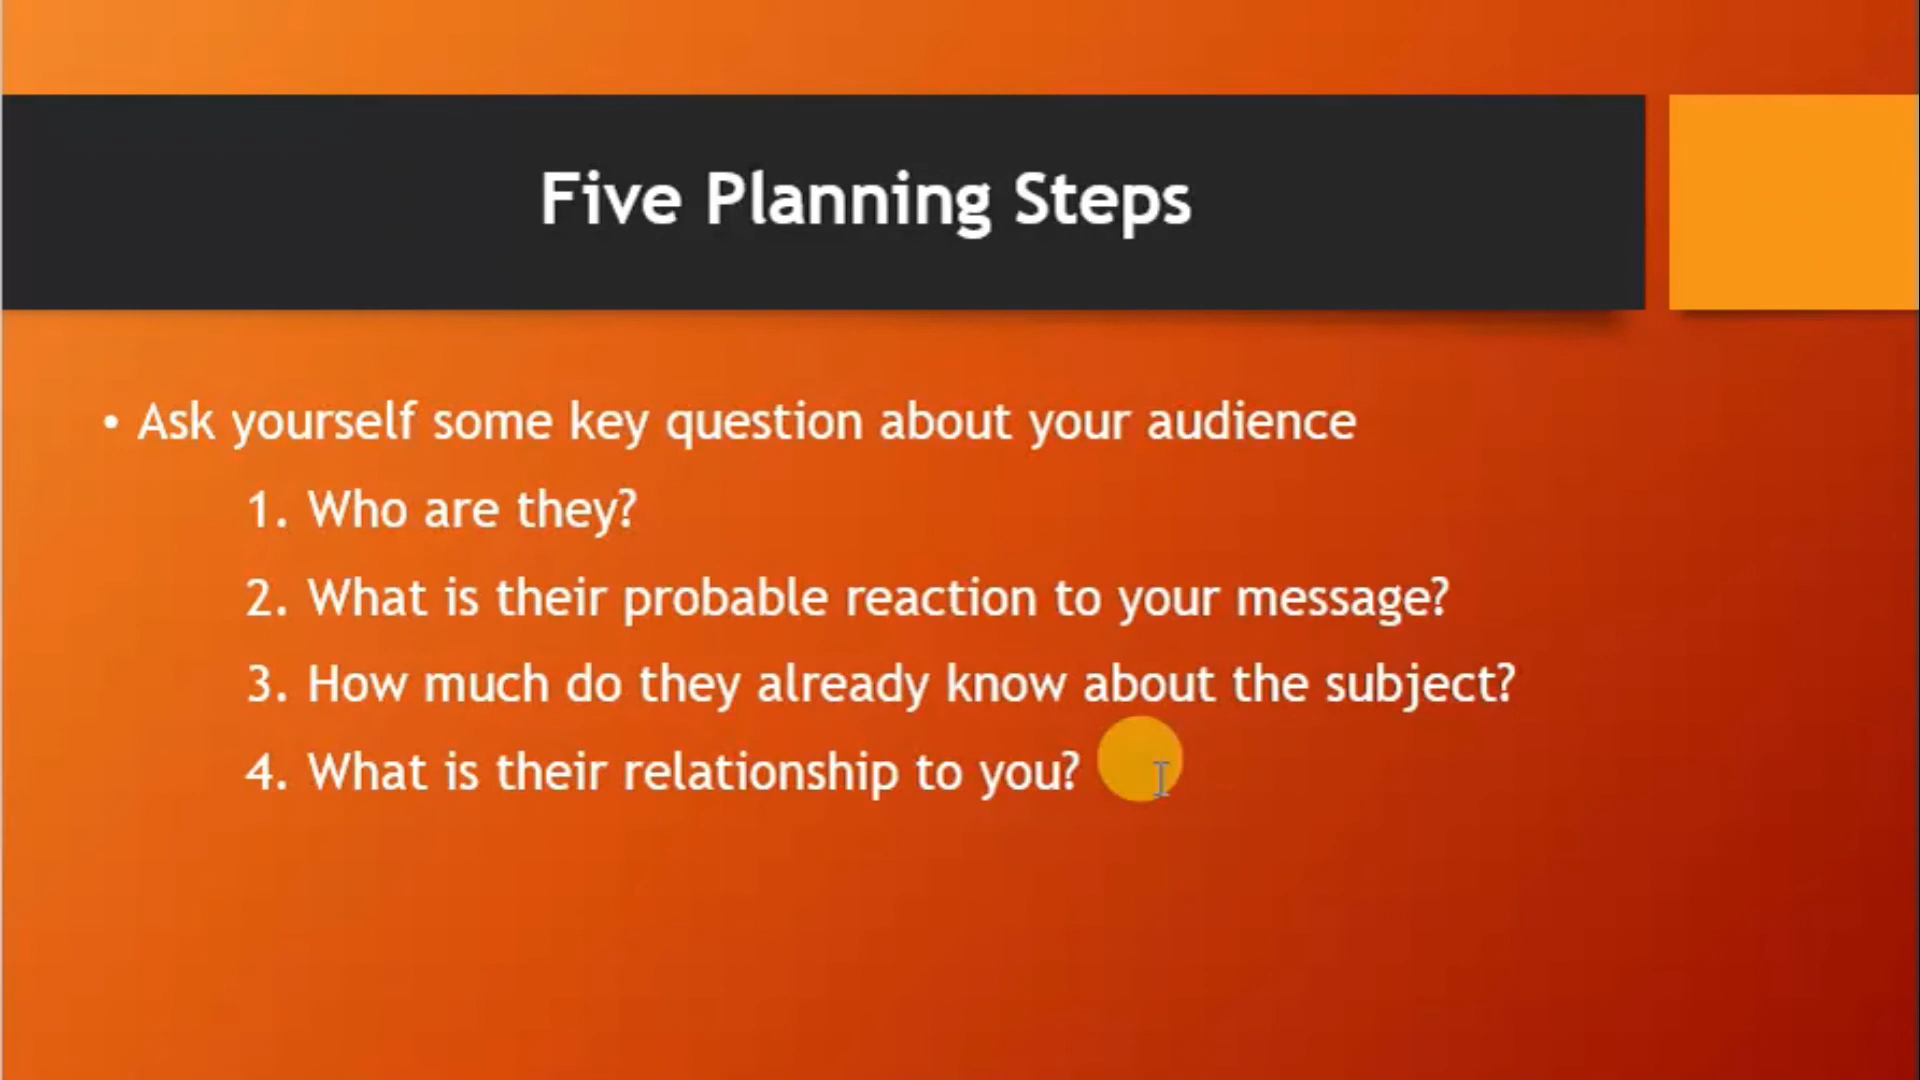 Five Planning Steps
• Ask yourself some key question about your audience
1. Who are they?
2. What is their probable reaction to your message?
3. How much do they already know about the subject?
4. What is their relationship to you?